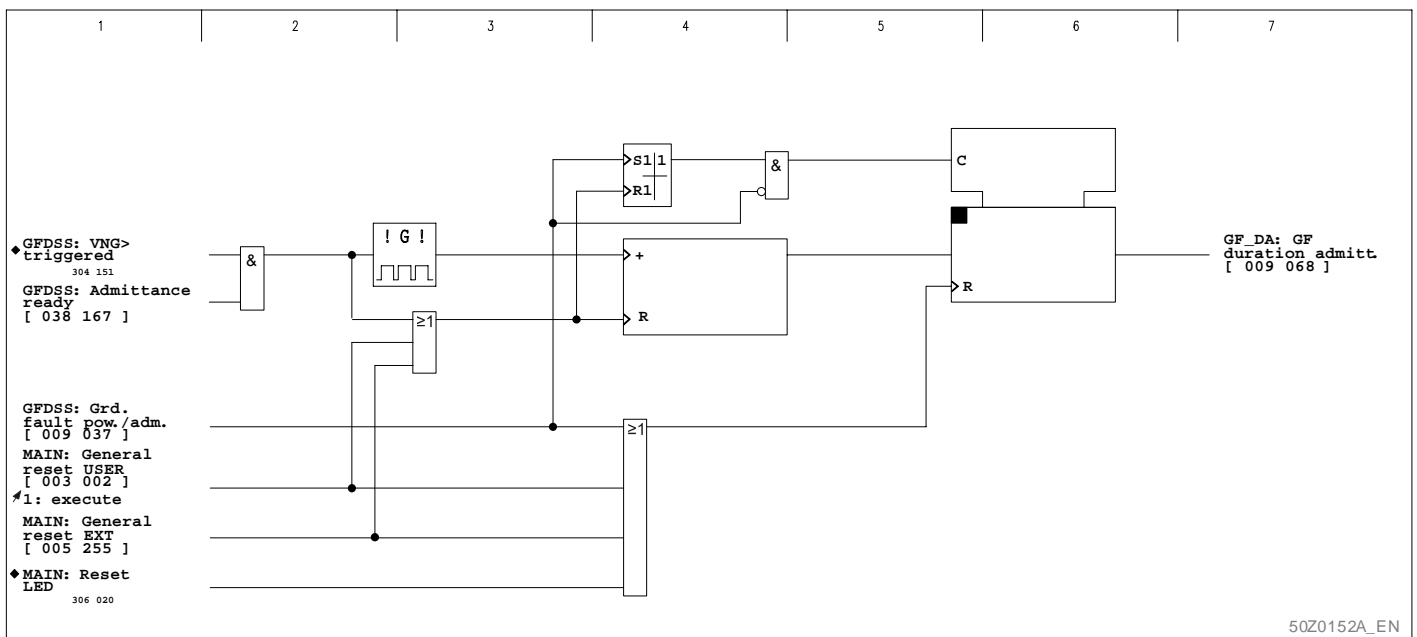 1 2 3 4 5 6 7
S1 1
C
&
R1
GFDSS: VNG>
triggered
304 151
! G !
&
+
GF_DA: GF
duration admitt.
[ 009 068 ]
GFDSS: Admittance
ready
[ 038 167 ]
R
≥1
R
GFDSS: Grd.
fault pow./adm.
[ 009 037 ]
≥1
MAIN: General
reset USER
[ 003 002 ]
1: execute
MAIN: General
reset EXT
[ 005 255 ]
MAIN: Reset
LED
306 020
50Z0152A_EN